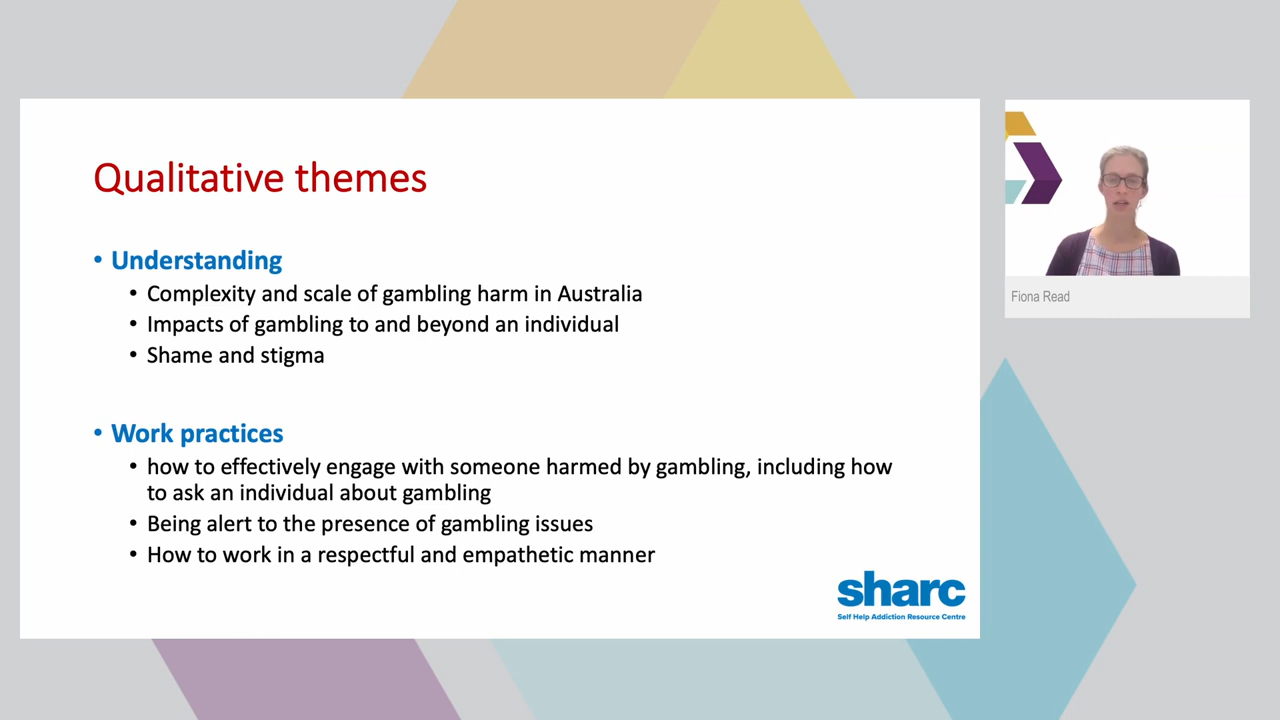 Qualitative themes
• Understanding
• Complexity and scale of gambling harm in Australia
• Impacts of gambling to and beyond an individual
• Shame and stigma
• Work practices
• how to effectively engage with someone harmed by gambling, including how
to ask an individual about gambling
• Being alert to the presence of gambling issues
• How to work in a respectful and empathetic manner
sharc
Self Help Addiction Resource Centre
Fiona Read